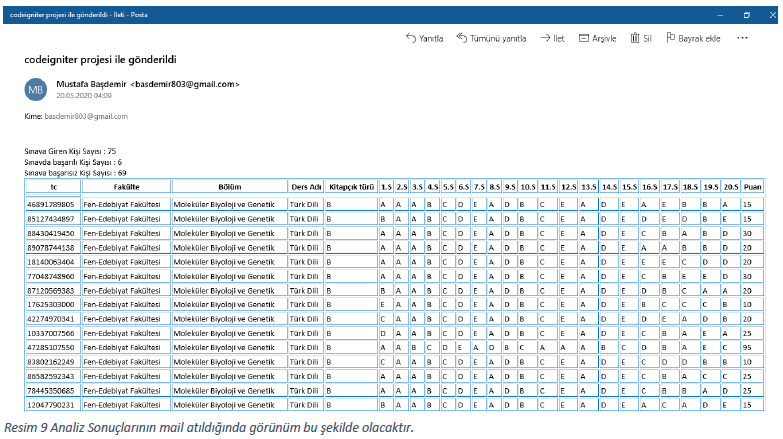 codeigniter projesi ile gönderildi - İleti - Posta
Yanıtla Tümünü yanıtla İlet Arşivle Sil Bayrak ekle ...
codeigniter projesi ile gönderildi
MB
Mustafa Başdemir <basdemir803@gmail.com>
20.05.2020 04:09
Kime: basdemir803@gmail.com
Sınava Giren Kişi Sayısı : 75
Sınavda başarılı Kişi Sayısı : 6
Sınava başarısız Kişi Sayısı : 69
tc Fakülte Bölüm Ders Adı Kitapçık türü 1.S 2.S 3.S 4.S 5.S 6.S 7.S 8.S 9.S 10.S 11.S 12.S 13.S 14.S 15.S 16.S 17.S 18.S 19.S 20.S Puan
46891789805 Fen-Edebiyat Fakültesi Moleküler Biyoloji ve Genetik Türk Dili B A A A B C D E A D B C E A D E A E B B A 15
85127434897 Fen-Edebiyat Fakültesi Moleküler Biyoloji ve Genetik Türk Dili B B A A B C D E A D B C E A D E D E D B E 15
88430419450 Fen-Edebiyat Fakültesi Moleküler Biyoloji ve Genetik Türk Dili B A A A B C D E A D B C E A D E C B A B D 30
89078744138 Fen-Edebiyat Fakültesi Moleküler Biyoloji ve Genetik Türk Dili B A A A B C D E A D B C E A D E A A B B D 20
18140063404 Fen-Edebiyat Fakültesi Moleküler Biyoloji ve Genetik Türk Dili B A A A B C D E A D B C E A D E E E C D D 20
77048748960 Fen-Edebiyat Fakültesi Moleküler Biyoloji ve Genetik Türk Dili B A A A B C D E A D B C E A D E C B E E D 30
87120569383 Fen-Edebiyat Fakültesi Moleküler Biyoloji ve Genetik Türk Dili B B A A B C D E A D B C E A D E D B C A A 20
17625303000 Fen-Edebiyat Fakültesi Moleküler Biyoloji ve Genetik Türk Dili B E A A B C D E A D B C E A D E B C C C B 10
42274970341 Fen-Edebiyat Fakültesi Moleküler Biyoloji ve Genetik Türk Dili B C A A B C D E A D B C E A D E D E A D B 20
10337007566 Fen-Edebiyat Fakültesi Moleküler Biyoloji ve Genetik Türk Dili B D A A B C D E A D B C E A D E C B A E A 25
47285107550 Fen-Edebiyat Fakültesi Moleküler Biyoloji ve Genetik Türk Dili B A A B C D E A D B C A A A B C D B A E C 95
83802162249 Fen-Edebiyat Fakültesi Moleküler Biyoloji ve Genetik Türk Dili B C A A B C D E A D B C E A D E C D D B B 10
86582592343 Fen-Edebiyat Fakültesi Moleküler Biyoloji ve Genetik Türk Dili B A A A B C D E A D B C E A D E C B A C C 25
78445350685 Fen-Edebiyat Fakültesi Moleküler Biyoloji ve Genetik Türk Dili B A A A B C D E A D B C E A D E C B B A D 25
12047790231 Fen-Edebiyat Fakültesi Moleküler Biyoloji ve Genetik Türk Dili B B A A B C D E A D B C E A D E A C A D E 15
Resim 9 Analiz Sonuçlarının mail atıldığında görünüm bu şekilde olacaktır.